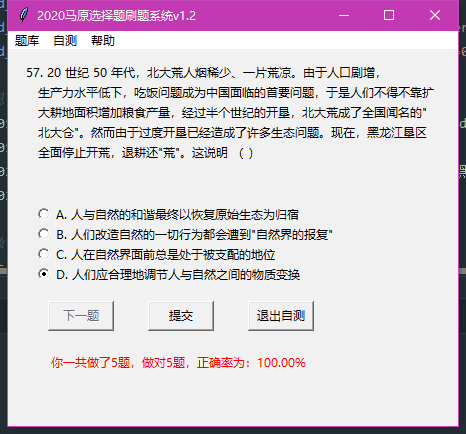 2020马原选择题刷题系统v1.2
题库 自测 帮助
57. 20 世纪 50 年代，北大荒人烟稀少、一片荒凉。由于人口剧增，
生产力水平低下，吃饭问题成为中国面临的首要问题，于是人们不得不靠扩
大耕地面积增加粮食产量，经过半个世纪的开垦，北大荒成了全国闻名的"
北大仓"。然而由于过度开垦已经造成了许多生态问题。现在，黑龙江垦区
全面停止开荒，退耕还"荒"。这说明 （ ）
A. 人与自然的和谐最终以恢复原始生态为归宿
B. 人们改造自然的一切行为都会遭到"自然界的报复"
C. 人在自然界面前总是处于被支配的地位
D. 人们应合理地调节人与自然之间的物质变换
下一题 提交 退出自测
你一共做了5题，做对5题，正确率为：100.00%